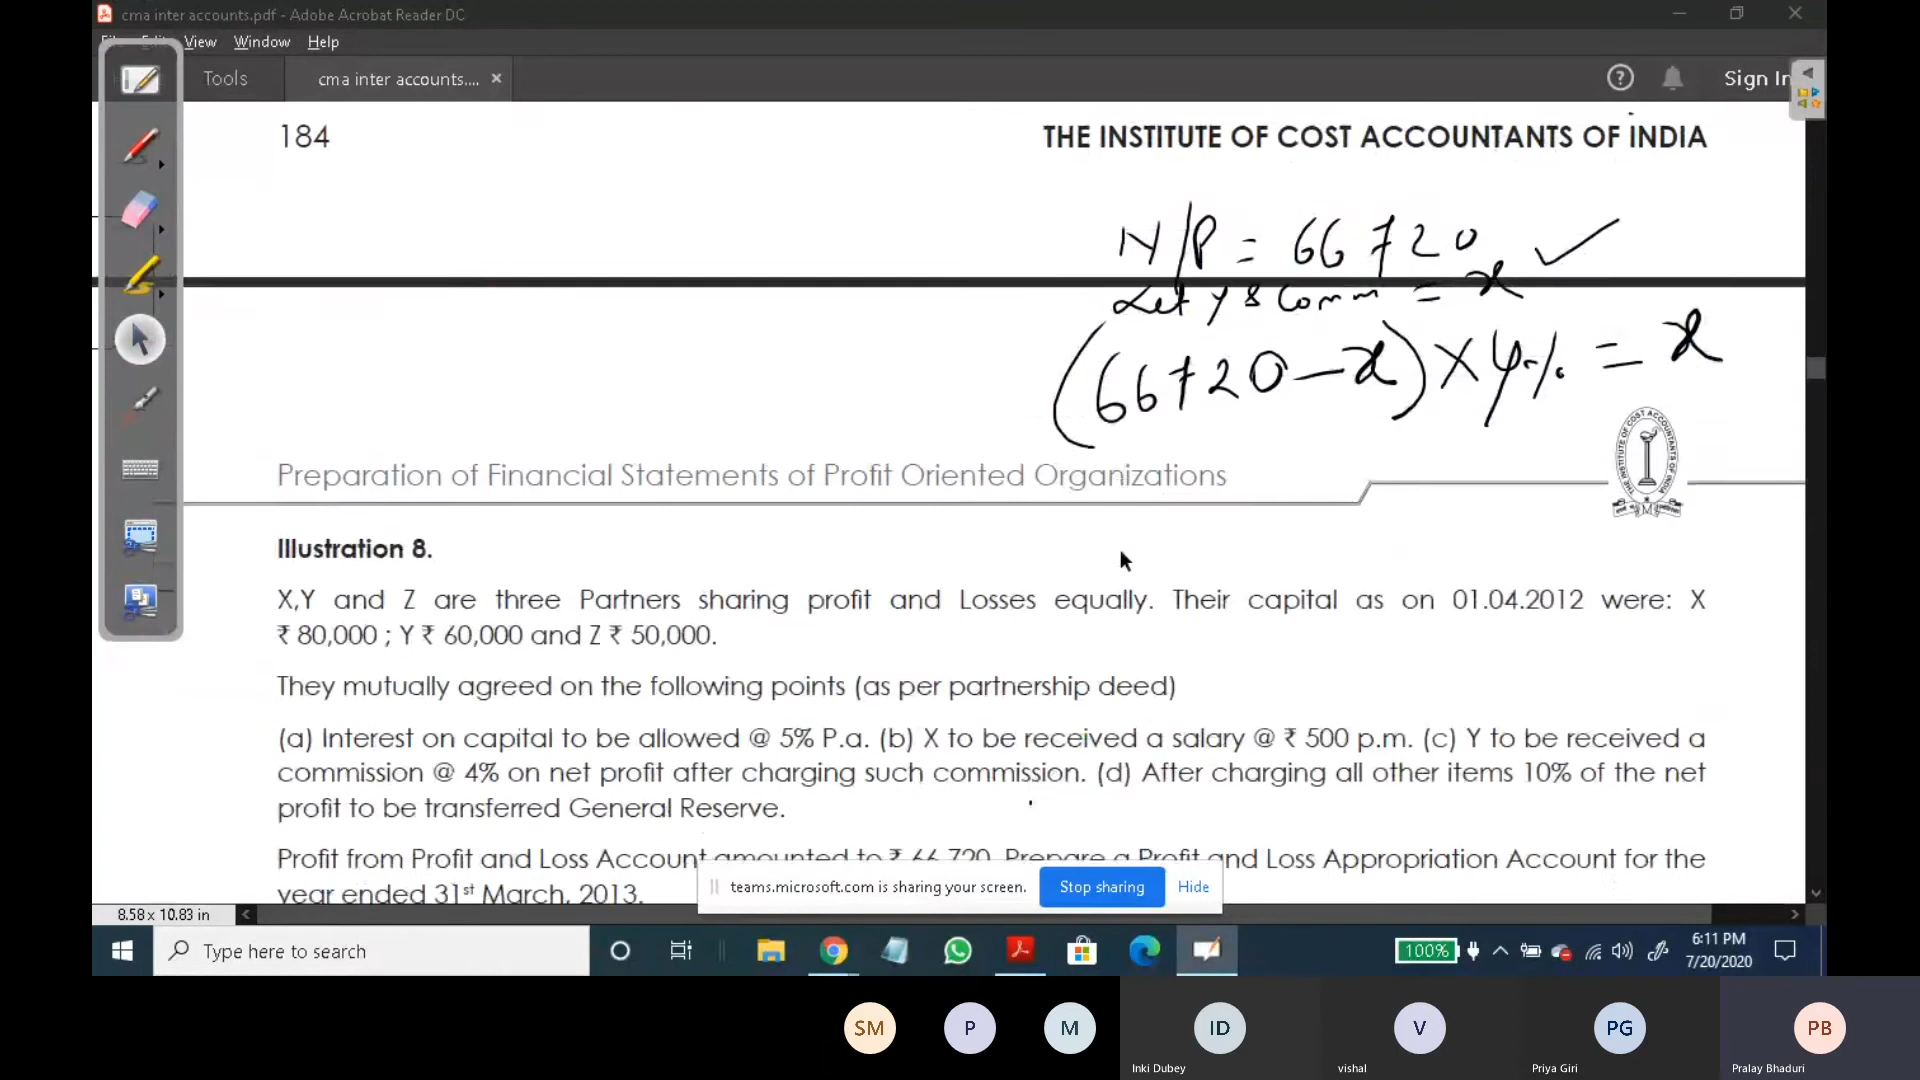 cma inter accounts.pdf - Adobe Acrobat Reader DC
View Window Help
Tools
cma inter accounts....
Sign In
184
THE INSTITUTE OF COST ACCOUNTANTS OF INDIA
N/P = 66720 ✓
Let Y's Comm = x
(66720 - x) X 4% = x
Preparation of Financial Statements of Profit Oriented Organizations
Illustration 8.
X,Y and Z are three Partners sharing profit and Losses equally. Their capital as on 01.04.2012 were: X
₹ 80,000 ; Y ₹ 60,000 and Z ₹ 50,000.
They mutually agreed on the following points (as per partnership deed)
(a) Interest on capital to be allowed @ 5% P.a. (b) X to be received a salary @ ₹ 500 p.m. (c) Y to be received a
commission @ 4% on net profit after charging such commission. (d) After charging all other items 10% of the net
profit to be transferred General Reserve.
Profit from Profit and Loss Account amounted to ₹ 66,720. Prepare a Profit and Loss Appropriation Account for the
year ended 31st March, 2013.
teams.microsoft.com is sharing your screen.
Stop sharing
Hide
8.58 x 10.83 in
Type here to search
100%
6:11 PM
7/20/2020
SM
P
M
ID
V
PG
PB
Inki Dubey
vishal
Priya Giri
Pralay Bhaduri